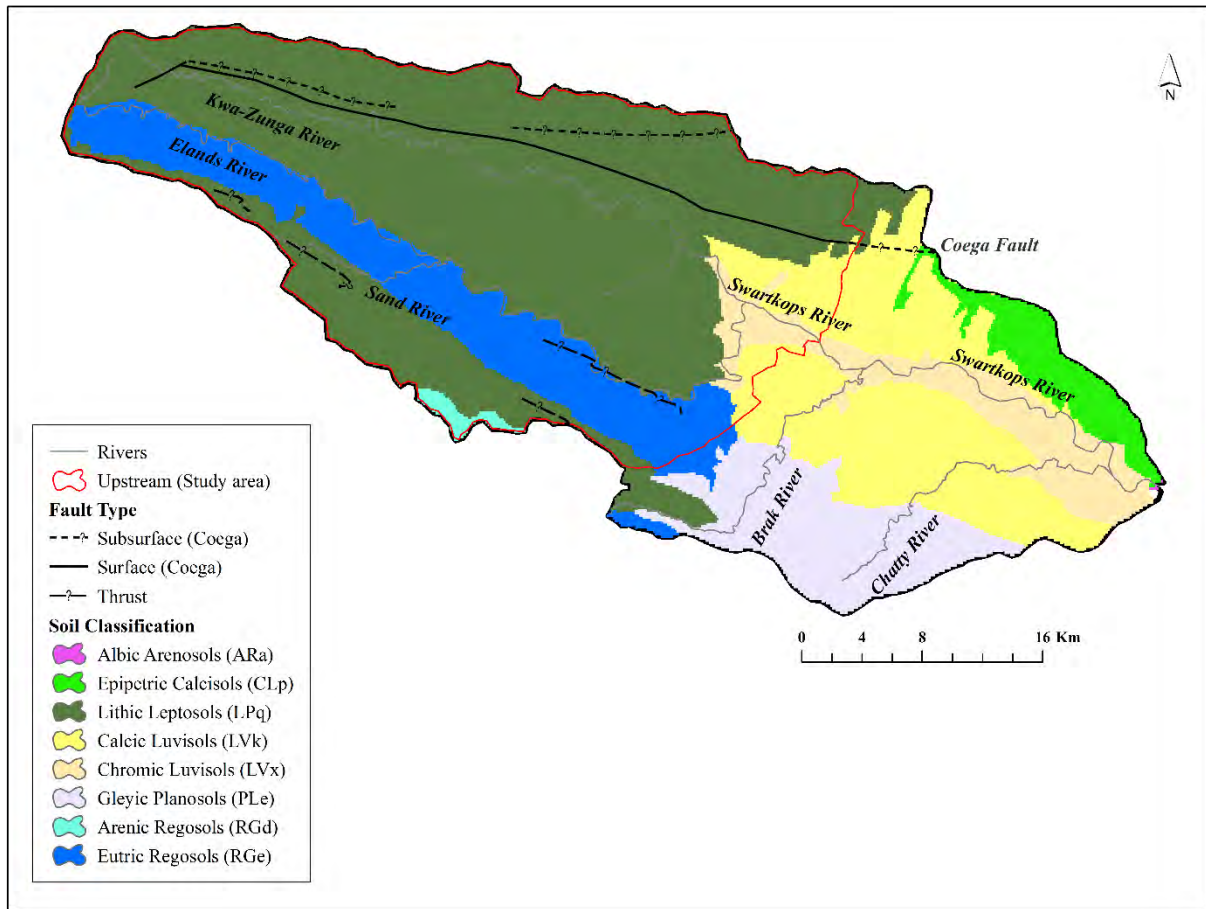 N
Kwa-Zunga River
Elands River
Coega Fault
Sand River
Swartkops River
Swartkops River
Brak River
Chatty River
0 4 8 16 Km
Rivers
Upstream (Study area)
Fault Type
Subsurface (Coega)
Surface (Coega)
Thrust
Soil Classification
Albic Arenosols (ARa)
Epipetric Calcisols (CLp)
Lithic Leptosols (LPq)
Calcic Luvisols (LVk)
Chromic Luvisols (LVx)
Gleyic Planosols (PLe)
Arenic Regosols (RGd)
Eutric Regosols (RGe)